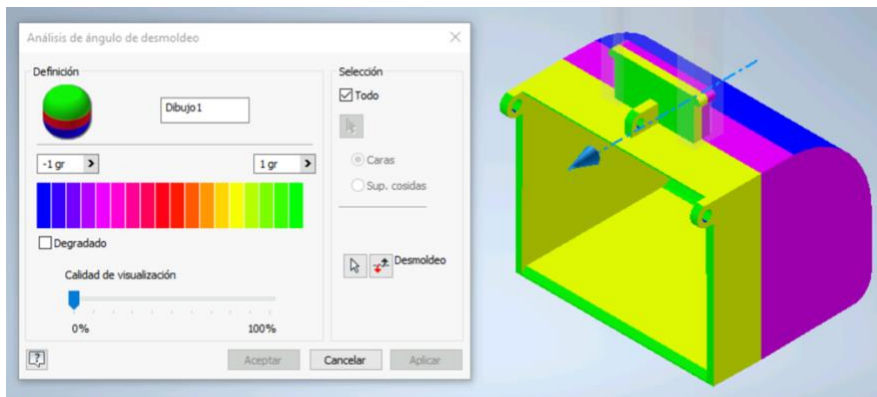 Análisis de ángulo de desmoldeo
Definición
Dibujo1
-1 gr
1 gr
Degradado
Calidad de visualización
0%
100%
Selección
Todo
Caras
Sup. cosidas
Desmoldeo
?
Aceptar
Cancelar
Aplicar